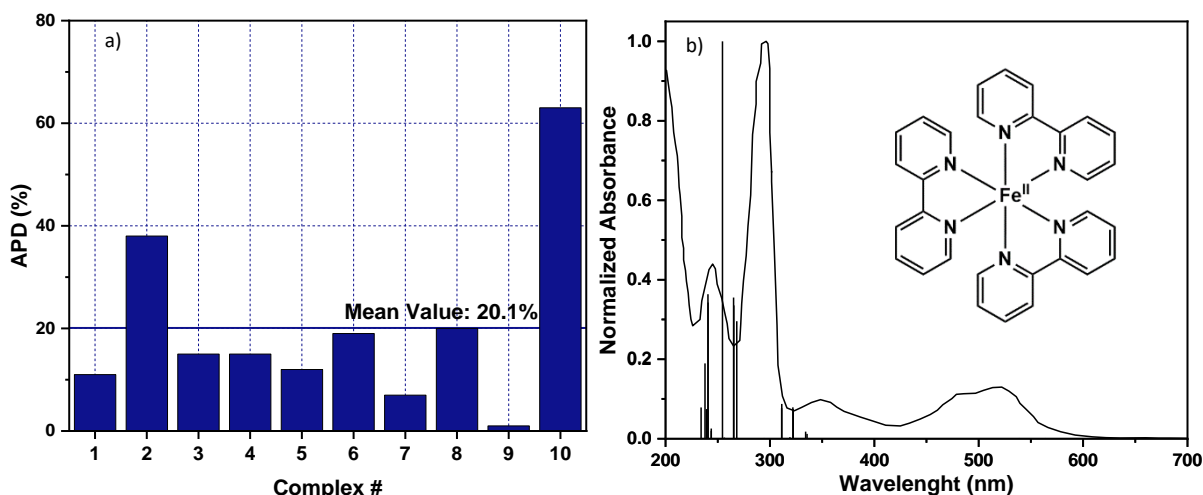 a)
80
60
40
20
0
APD (%)
Mean Value: 20.1%
1 2 3 4 5 6 7 8 9 10
Complex #
b)
1.0
0.8
0.6
0.4
0.2
0.0
Normalized Absorbance
N
N
N
Fe
II
N
N
N
200 300 400 500 600 700
Wavelenght (nm)